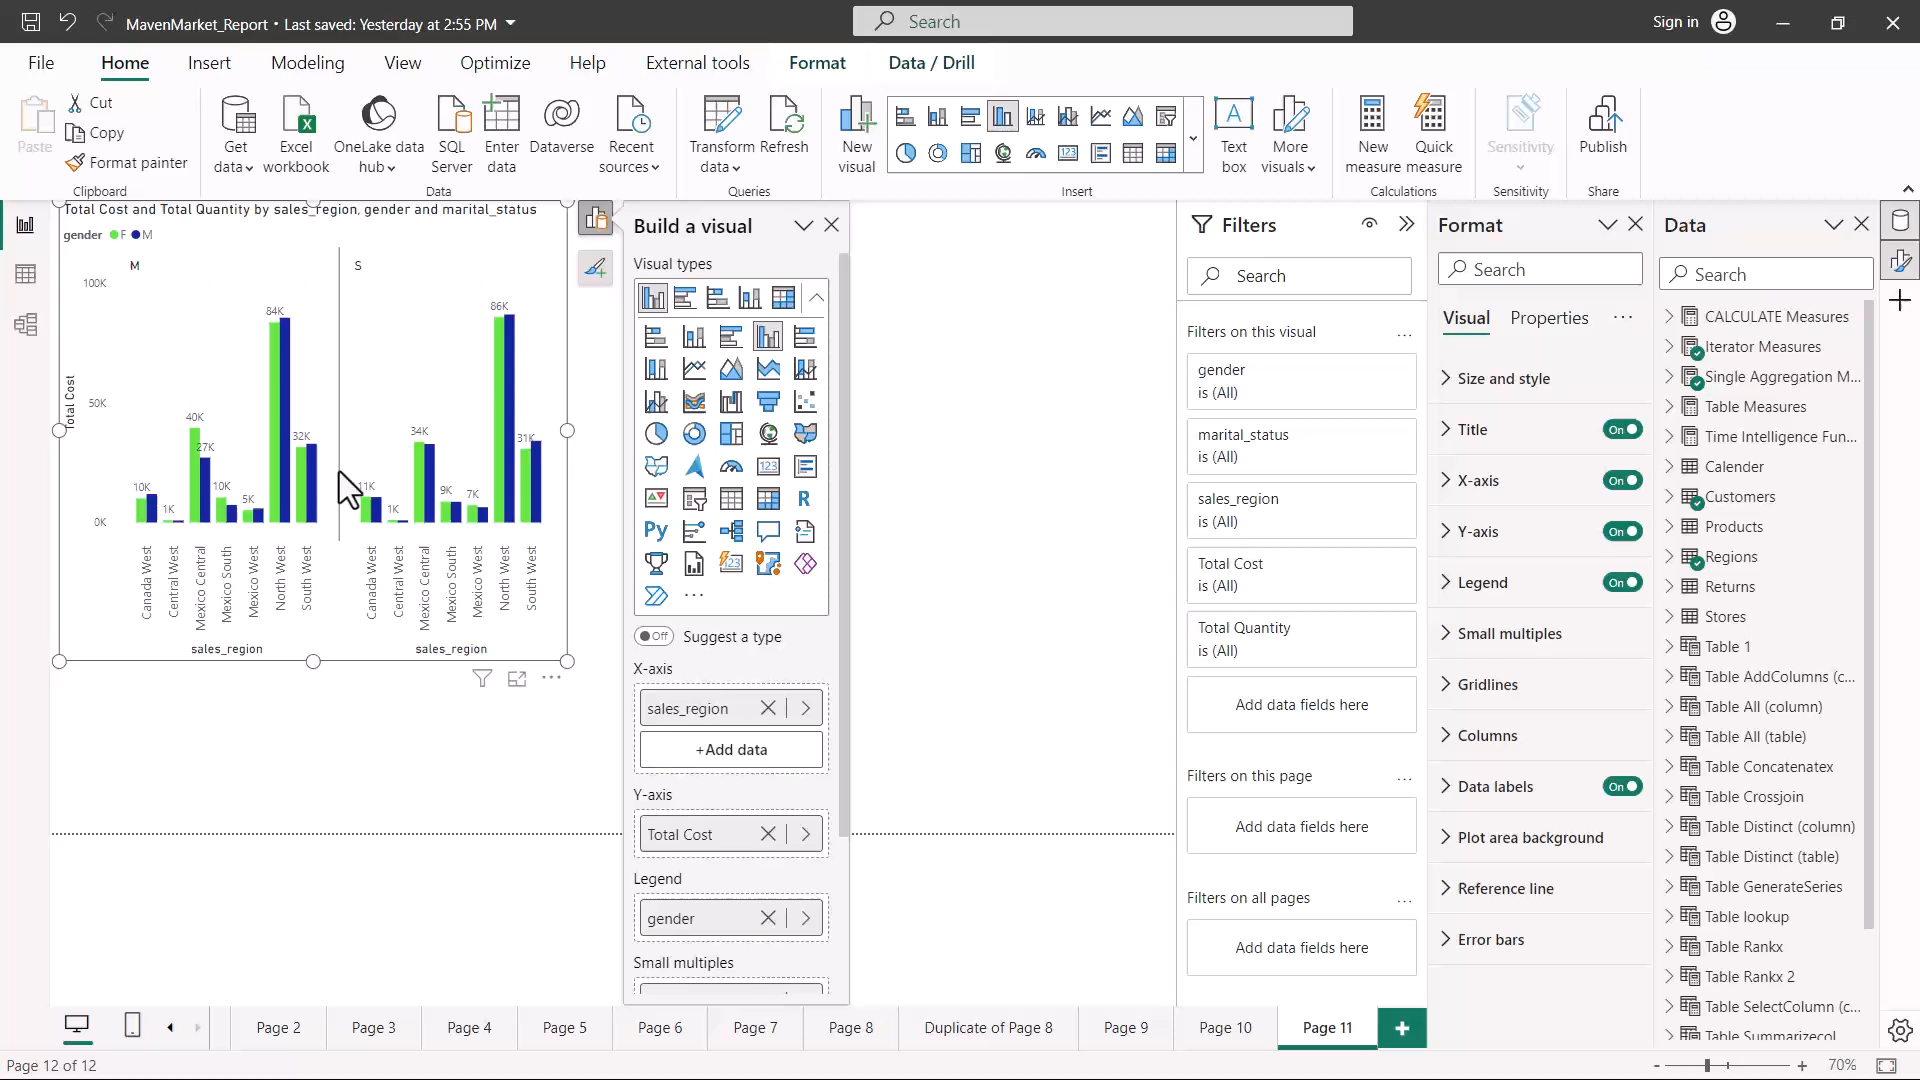 MavenMarket_Report • Last saved: Yesterday at 2:55 PM
Search
Sign in
File
Home
Insert
Modeling
View
Optimize
Help
External tools
Format
Data / Drill
Paste
Cut
Copy
Format painter
Clipboard
Get data
Excel workbook
OneLake data hub
SQL Server
Enter data
Dataverse
Recent sources
Data
Transform data
Refresh
Queries
New visual
Text box
More visuals
Insert
New measure
Quick measure
Calculations
Sensitivity
Sensitivity
Publish
Share
Total Cost and Total Quantity by sales_region, gender and marital_status
gender F M
M
S
100K
50K
0K
Total Cost
10K
1K
40K
27K
10K
5K
84K
32K
11K
1K
34K
9K
7K
86K
31K
Canada West
Central West
Mexico Central
Mexico South
Mexico West
North West
South West
Canada West
Central West
Mexico Central
Mexico South
Mexico West
North West
South West
sales_region
sales_region
Build a visual
Visual types
123
R
Py
123
Off
Suggest a type
X-axis
sales_region
+Add data
Y-axis
Total Cost
Legend
gender
Small multiples
Filters
Search
Filters on this visual
gender
is (All)
marital_status
is (All)
sales_region
is (All)
Total Cost
is (All)
Total Quantity
is (All)
Add data fields here
Filters on this page
Add data fields here
Filters on all pages
Add data fields here
Format
Search
Visual
Properties
Size and style
Title On
X-axis On
Y-axis On
Legend On
Small multiples
Gridlines
Columns
Data labels On
Plot area background
Reference line
Error bars
Data
Search
CALCULATE Measures
Iterator Measures
Single Aggregation M...
Table Measures
Time Intelligence Fun...
Calender
Customers
Products
Regions
Returns
Stores
Table 1
Table AddColumns (c...
Table All (column)
Table All (table)
Table Concatenatex
Table Crossjoin
Table Distinct (column)
Table Distinct (table)
Table GenerateSeries
Table lookup
Table Rankx
Table Rankx 2
Table SelectColumn (c...
Table Summarizecol
Page 2
Page 3
Page 4
Page 5
Page 6
Page 7
Page 8
Duplicate of Page 8
Page 9
Page 10
Page 11
Page 12 of 12
70%